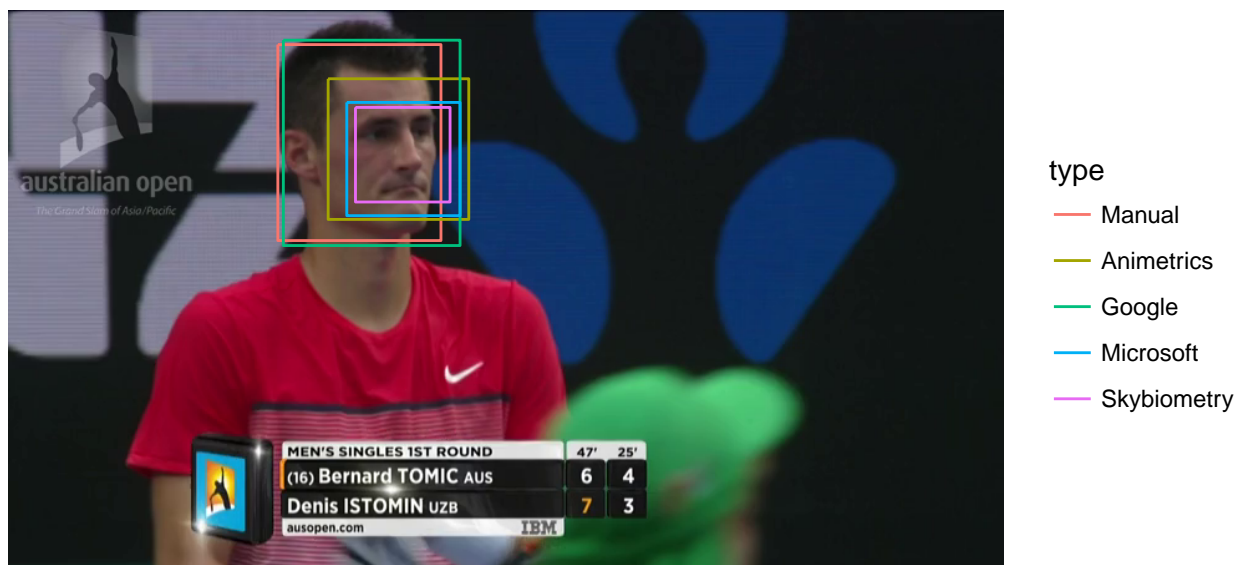 australian open
The Grand Slam of Asia/Pacific
MEN'S SINGLES 1ST ROUND 47' 25'
(16) Bernard TOMIC AUS 6 4
Denis ISTOMIN UZB 7 3
ausopen.com IBM
type
Manual
Animetrics
Google
Microsoft
Skybiometry